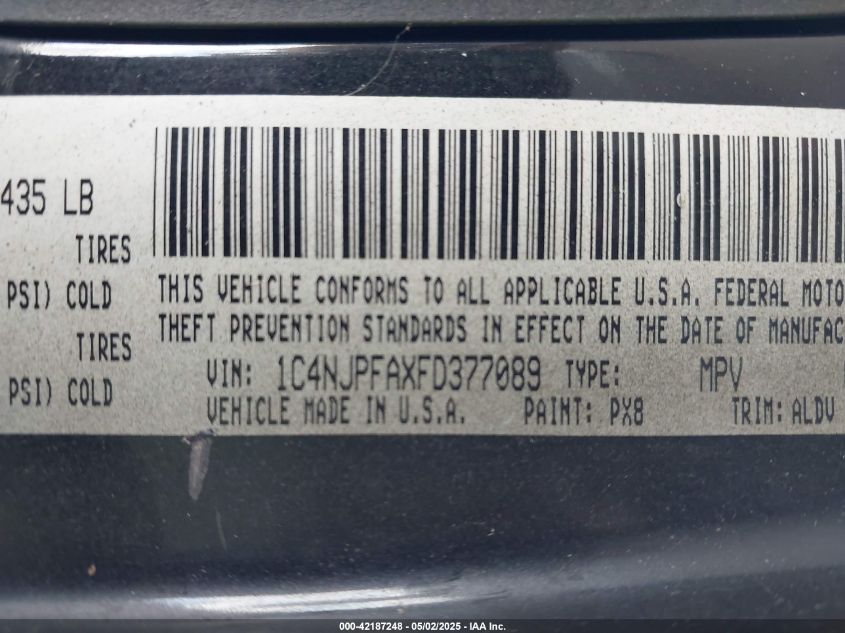 435 LB
TIRES
PSI) COLD
TIRES
PSI) COLD
THIS VEHICLE CONFORMS TO ALL APPLICABLE U.S.A. FEDERAL MOTO
THEFT PREVENTION STANDARDS IN EFFECT ON THE DATE OF MANUFAC
VIN: 1C4NJPFAXFD377089 TYPE: MPV
VEHICLE MADE IN U.S.A. PAINT: PX8 TRIM: ALDV
000-42187248 - 05/02/2025 - IAA Inc.